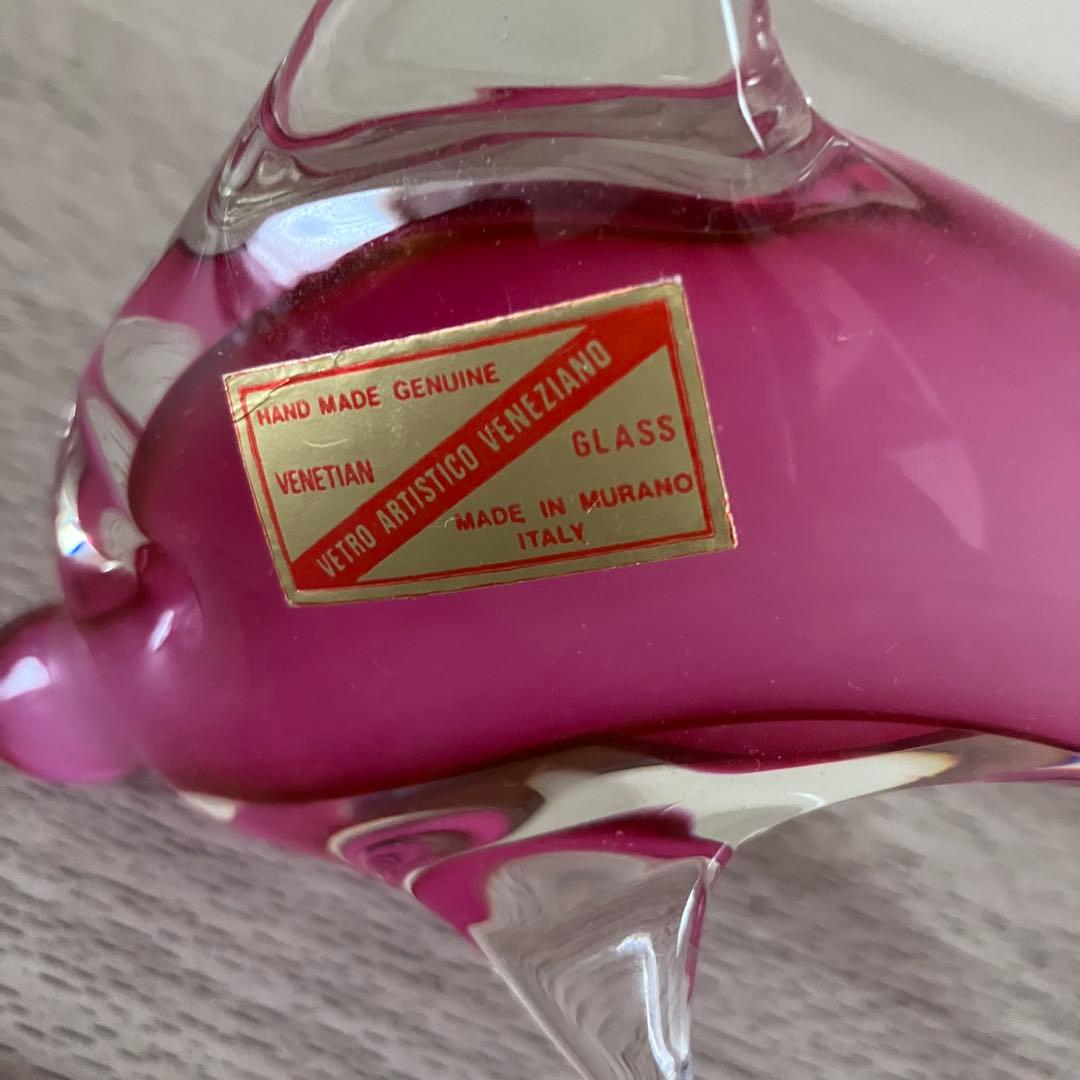 HAND MADE GENUINE
VENETIAN
VETRO ARTISTICO VENEZIANO
GLASS
MADE IN MURANO
ITALY